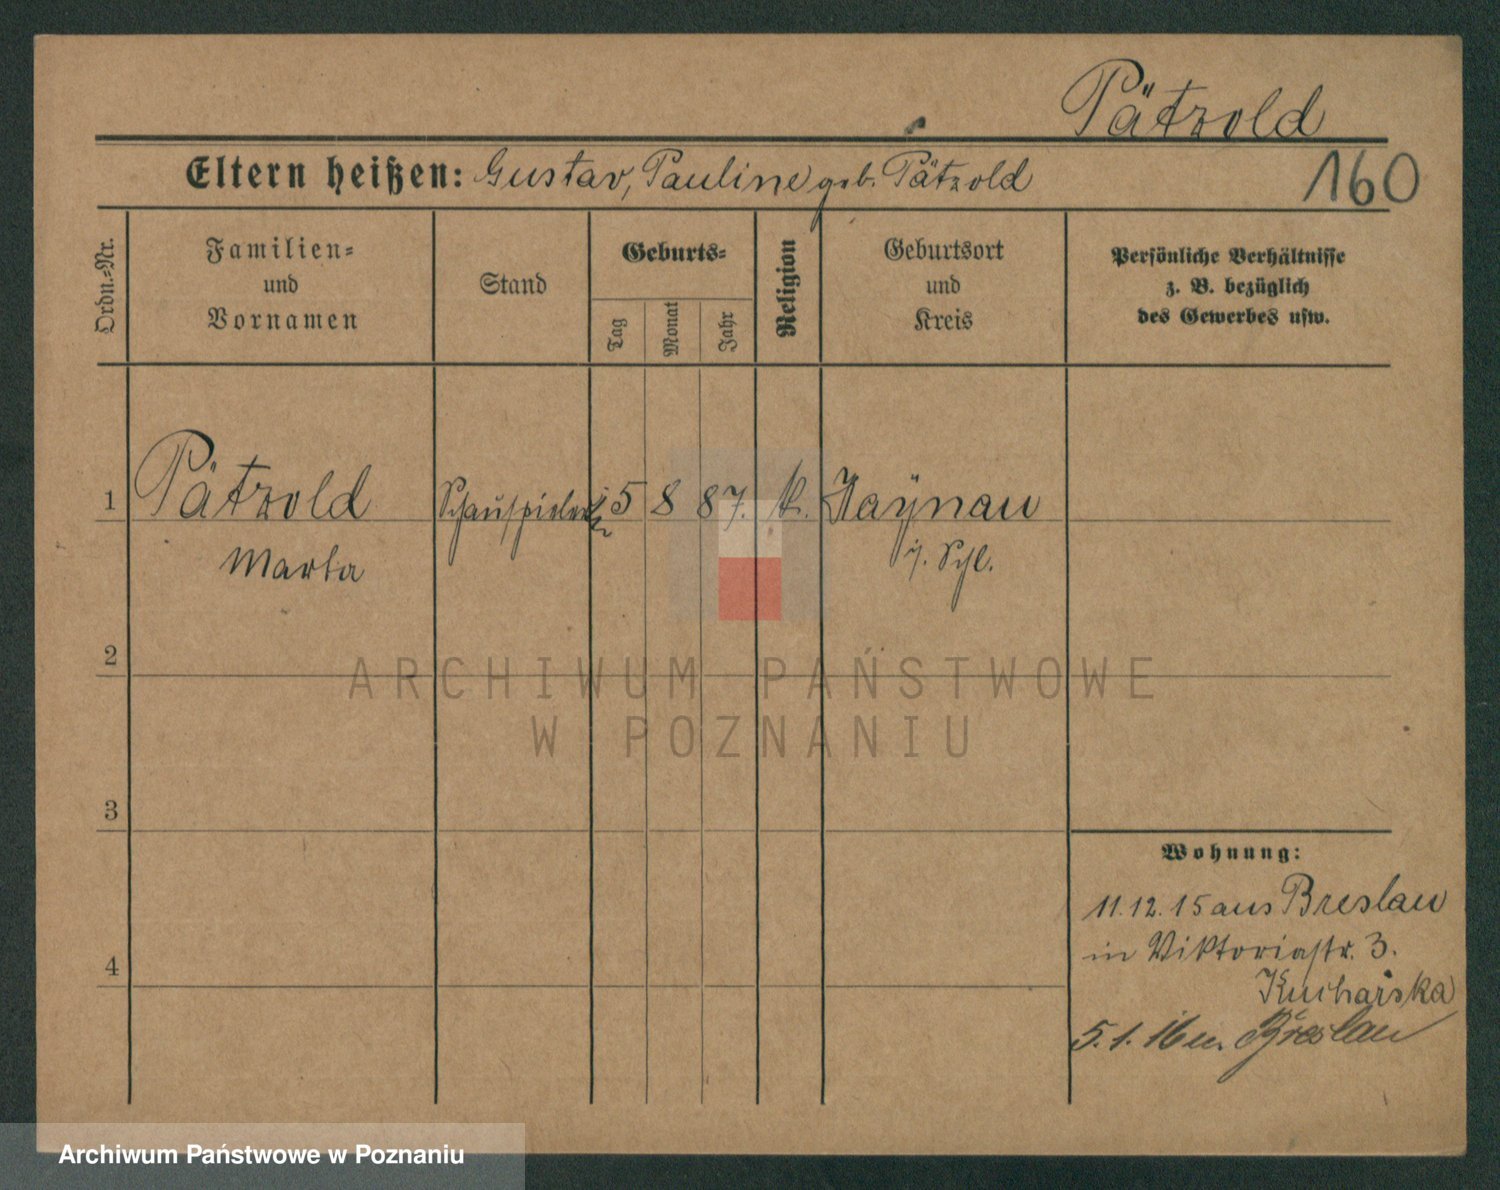 Pätzold
Eltern heißen: Gustav, Pauline geb. Pätzold
160
Ordn.=Nr.
Familien=
und
Vornamen
Stand
Geburts=
Tag
Monat
Jahr
Religion
Geburtsort
und
Kreis
Persönliche Verhältnisse
z. B. bezüglich
des Gewerbes usw.
1 Pätzold Schauspielerin 5 8 87. k. Haynau
Marta i. Schl.
2
3
4
Wohnung:
11.12.15 aus Breslau
in Viktoriastr. 3.
Kucharska
5.1.16 n. Breslau
ARCHIWUM PAŃSTWOWE
W POZNANIU
Archiwum Państwowe w Poznaniu